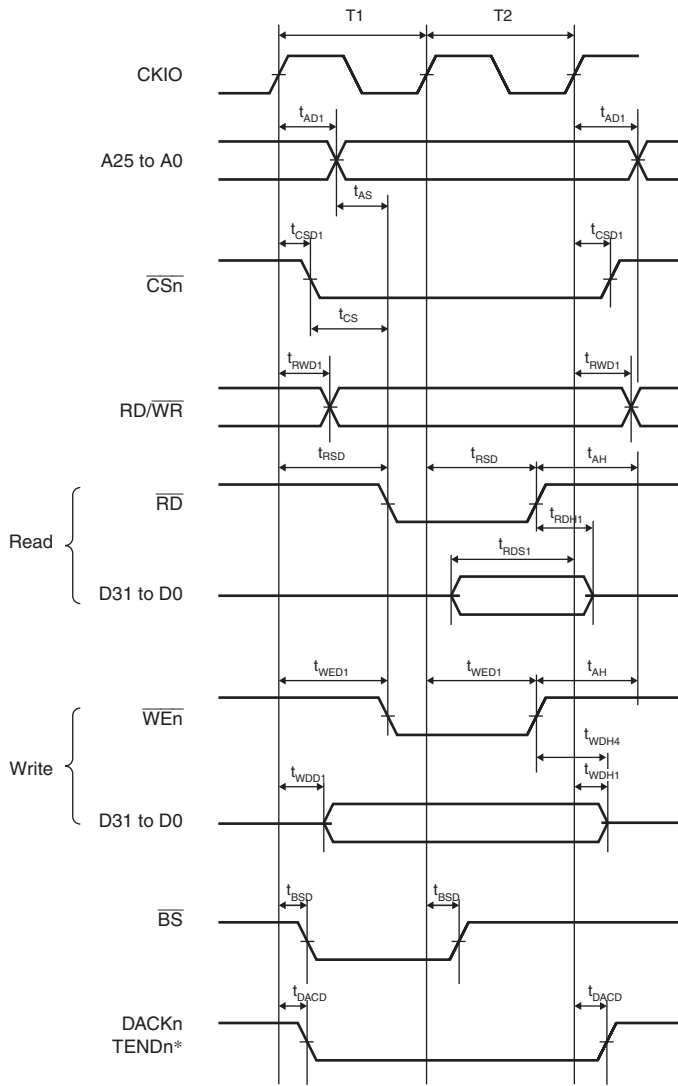 T1 T2
CKIO
tAD1 tAD1
A25 to A0
tAS
tCSD1 tCSD1
CSn
tCS
tRWD1 tRWD1
RD/WR
tRSD tRSD tAH
RD
tRDH1
Read
tRDS1
D31 to D0
tWED1 tWED1 tAH
WEn
tWDH4
Write
tWDD1 tWDH1
D31 to D0
tBSD tBSD
BS
tDACD tDACD
DACKn
TENDn*